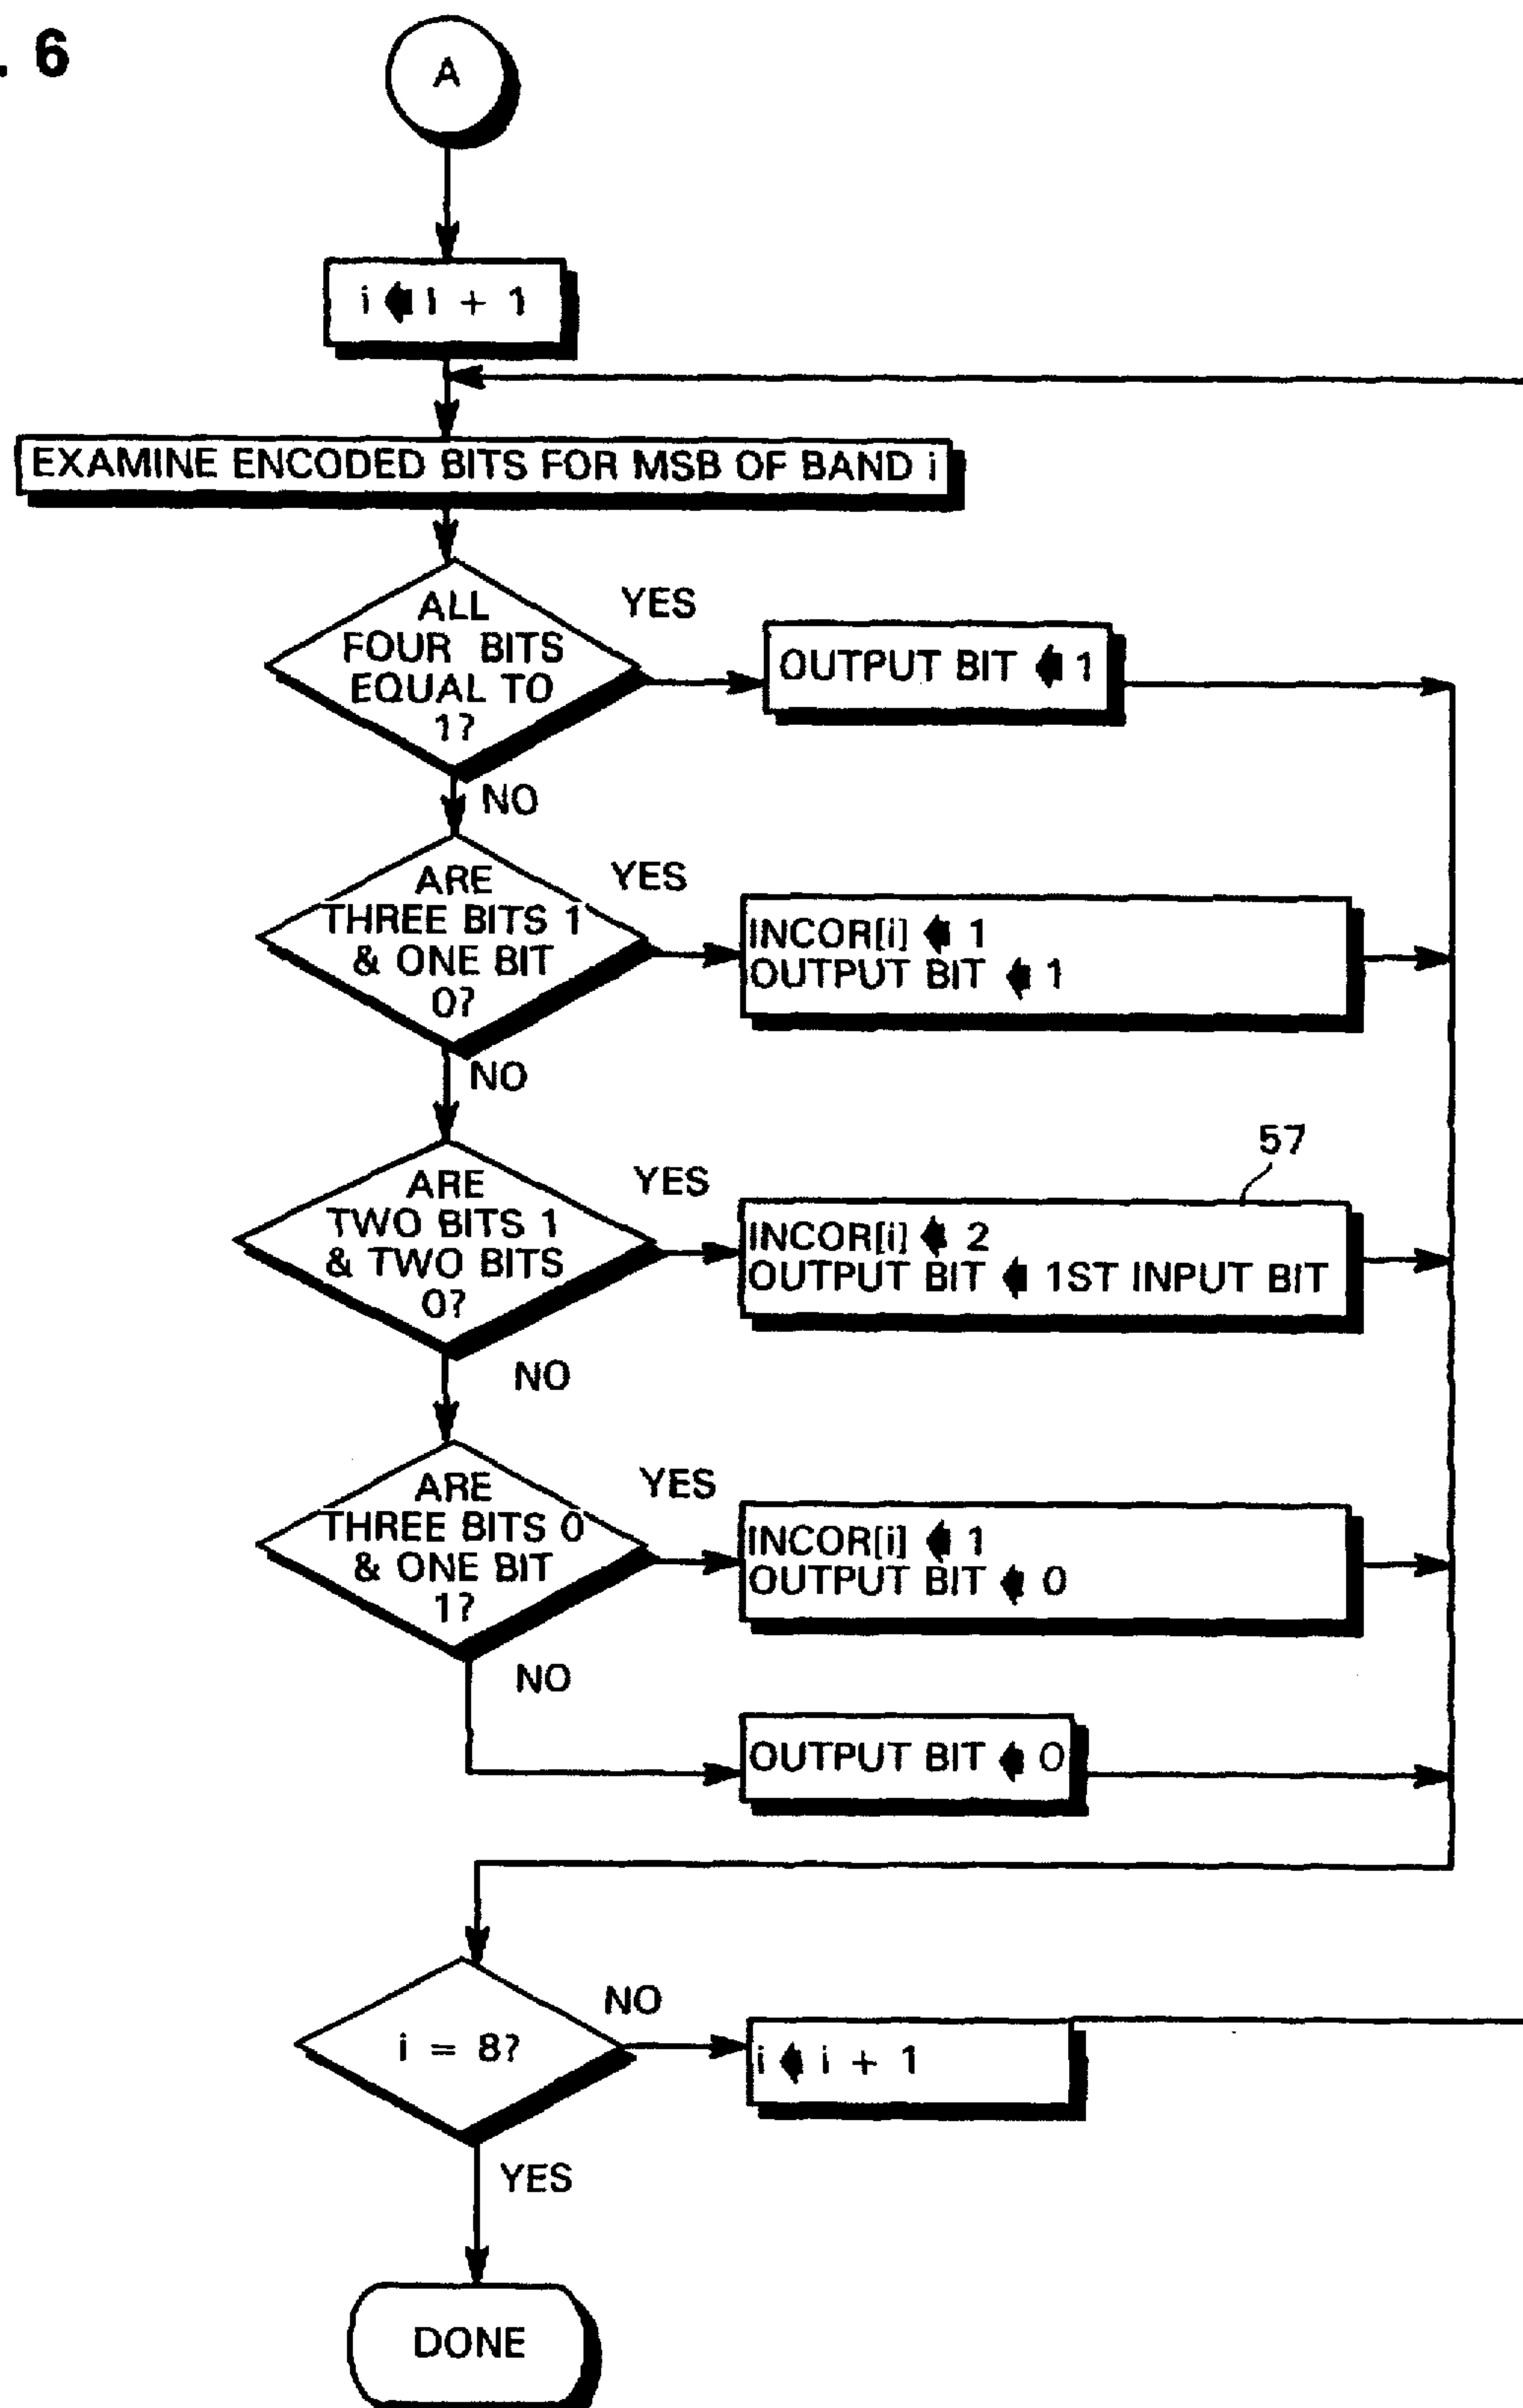 . 6
A
i ← 1 + 1
EXAMINE ENCODED BITS FOR MSB OF BAND i
ALL
FOUR BITS
EQUAL TO
1?
YES
OUTPUT BIT ← 1
NO
ARE
THREE BITS 1
& ONE BIT
0?
YES
INCOR[i] ← 1
OUTPUT BIT ← 1
NO
57
ARE
TWO BITS 1
& TWO BITS
0?
YES
INCOR[i] ← 2
OUTPUT BIT ← 1ST INPUT BIT
NO
ARE
THREE BITS 0
& ONE BIT
1?
YES
INCOR[i] ← 1
OUTPUT BIT ← 0
NO
OUTPUT BIT ← 0
i = 8?
NO
i ← i + 1
YES
DONE